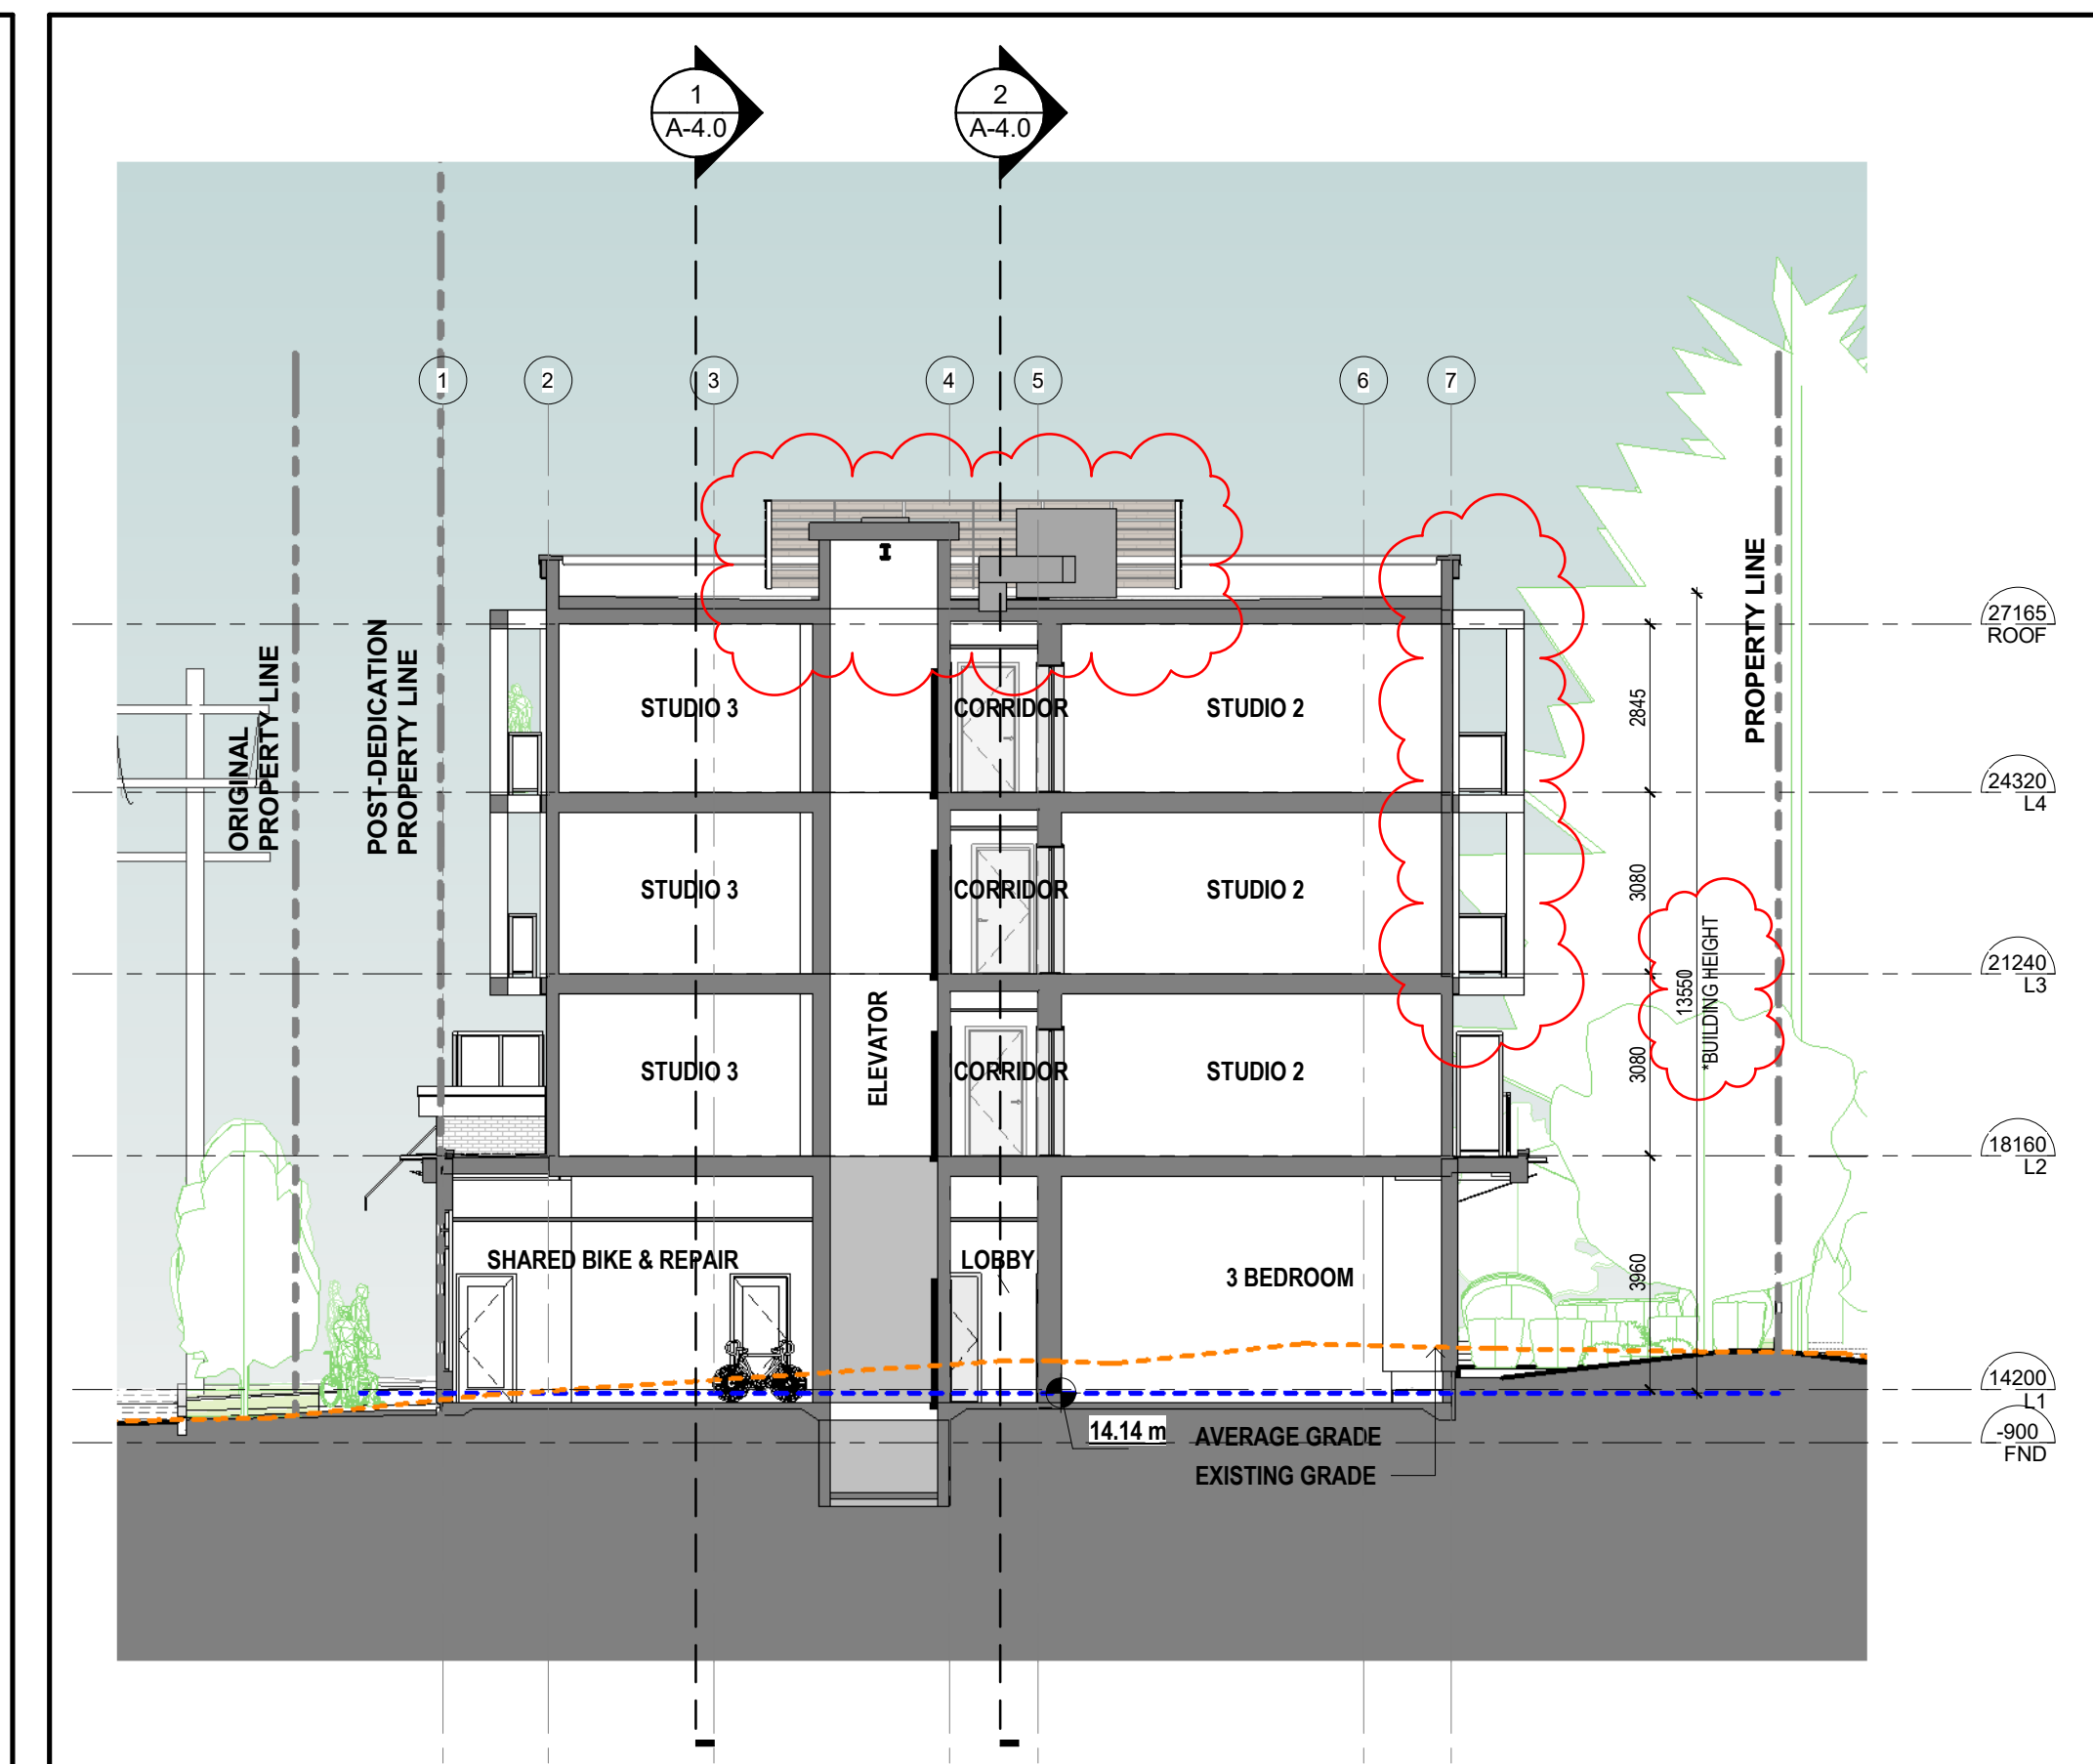 1
A-4.0
2
A-4.0
1
2
3
4
5
6
7
ORIGINAL
PROPERTY LINE
POST-DEDICATION
PROPERTY LINE
PROPERTY LINE
27165
ROOF
2845
STUDIO 3
CORRIDOR
STUDIO 2
24320
L4
3080
STUDIO 3
CORRIDOR
STUDIO 2
21240
L3
13550
*BUILDING HEIGHT
ELEVATOR
3080
STUDIO 3
CORRIDOR
STUDIO 2
18160
L2
3960
SHARED BIKE & REPAIR
LOBBY
3 BEDROOM
14200
L1
14.14 m
AVERAGE GRADE
EXISTING GRADE
-900
FND